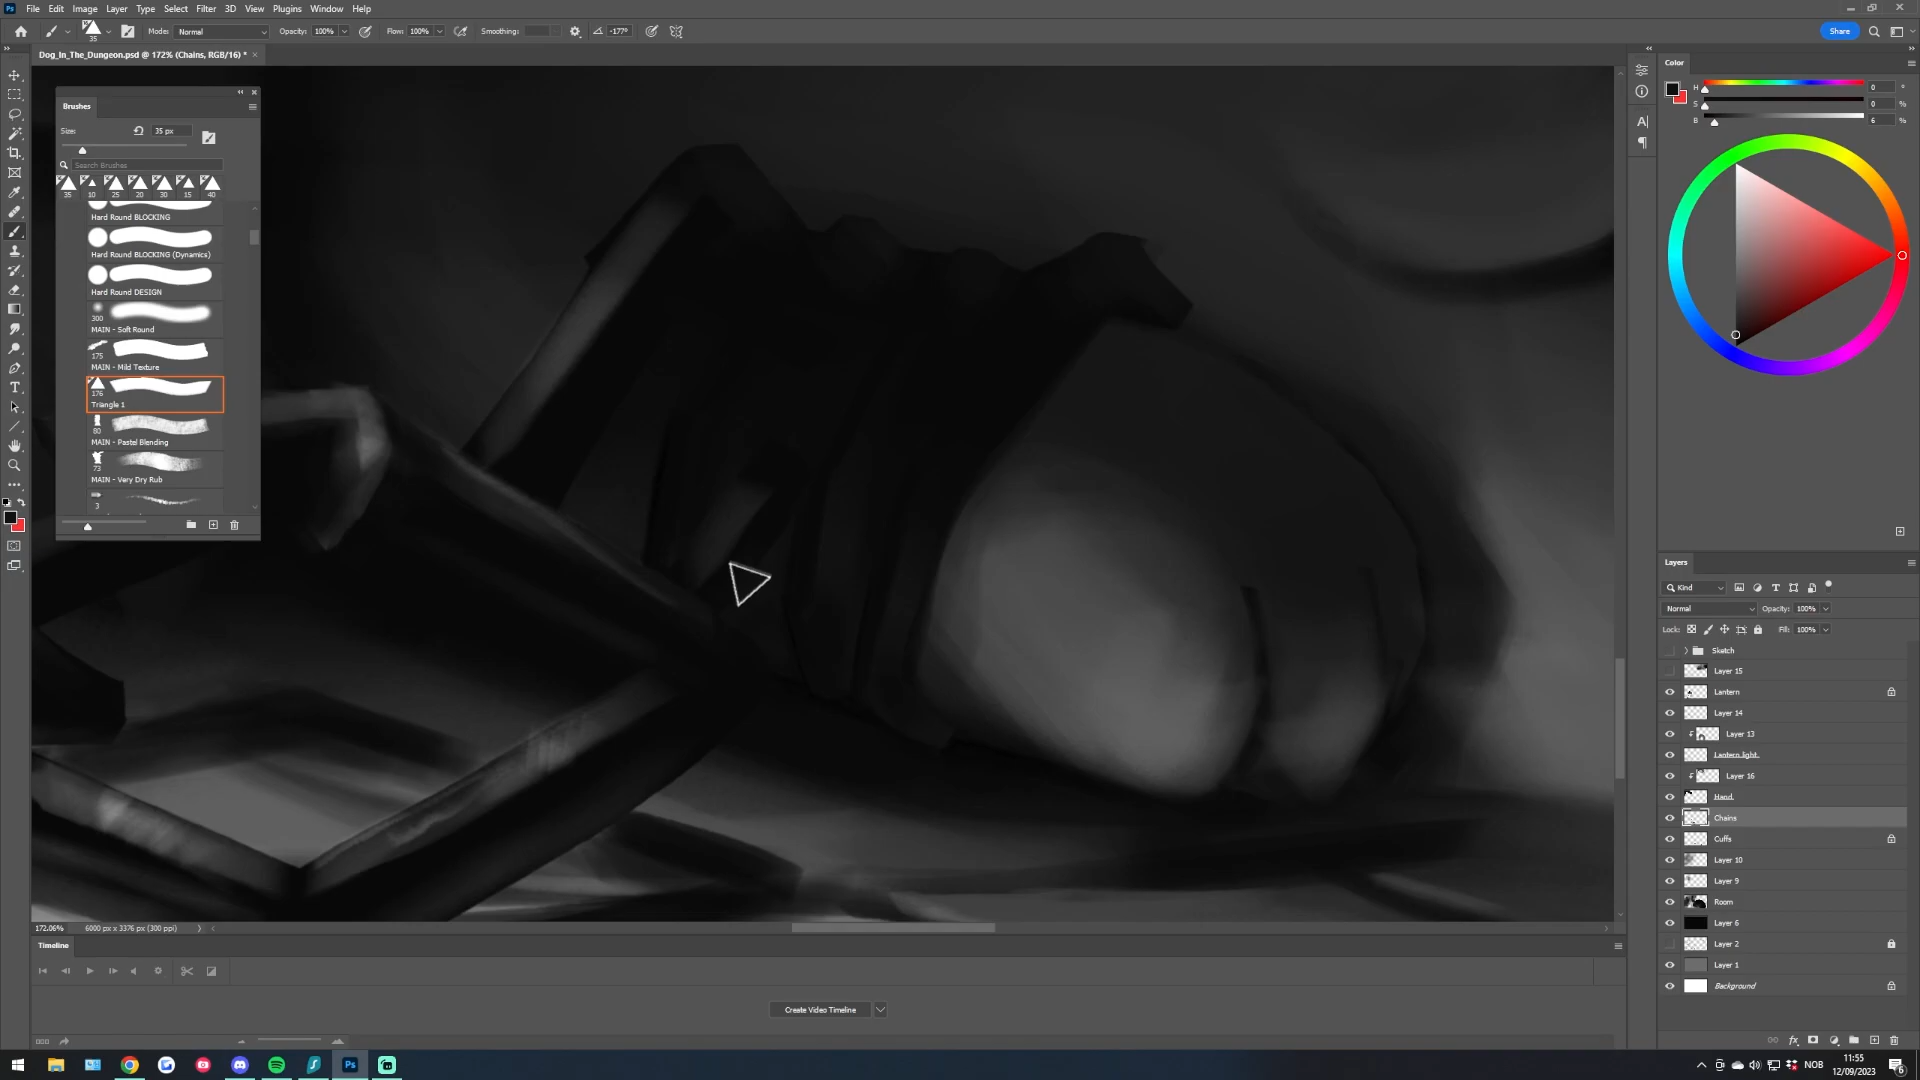 File Edit Image Layer Type Select Filter 3D View Plugins Window Help
35 Mode: Normal Opacity: 100% Flow: 100% Smoothing: -177° Share
Dog_In_The_Dungeon.psd @ 172% (Chains, RGB/16) *
Brushes
Size: 35 px
Search Brushes
35 10 25 20 30 15 40
Hard Round BLOCKING
Hard Round BLOCKING (Dynamics)
Hard Round DESIGN
300
MAIN - Soft Round
175
MAIN - Mild Texture
176
Triangle 1
80
MAIN - Pastel Blending
73
MAIN - Very Dry Rub
3
Color
H 0 °
S 0 %
B 6 %
Layers
Kind
Normal Opacity: 100%
Lock: Fill: 100%
Sketch
Layer 15
Lantern
Layer 14
Layer 13
Lantern light
Layer 16
Hand
Chains
Cuffs
Layer 10
Layer 9
Room
Layer 6
Layer 2
Layer 1
Background
172.06% 6000 px x 3376 px (300 ppi)
Timeline
Create Video Timeline
NOB
11:55
12/09/2023
6